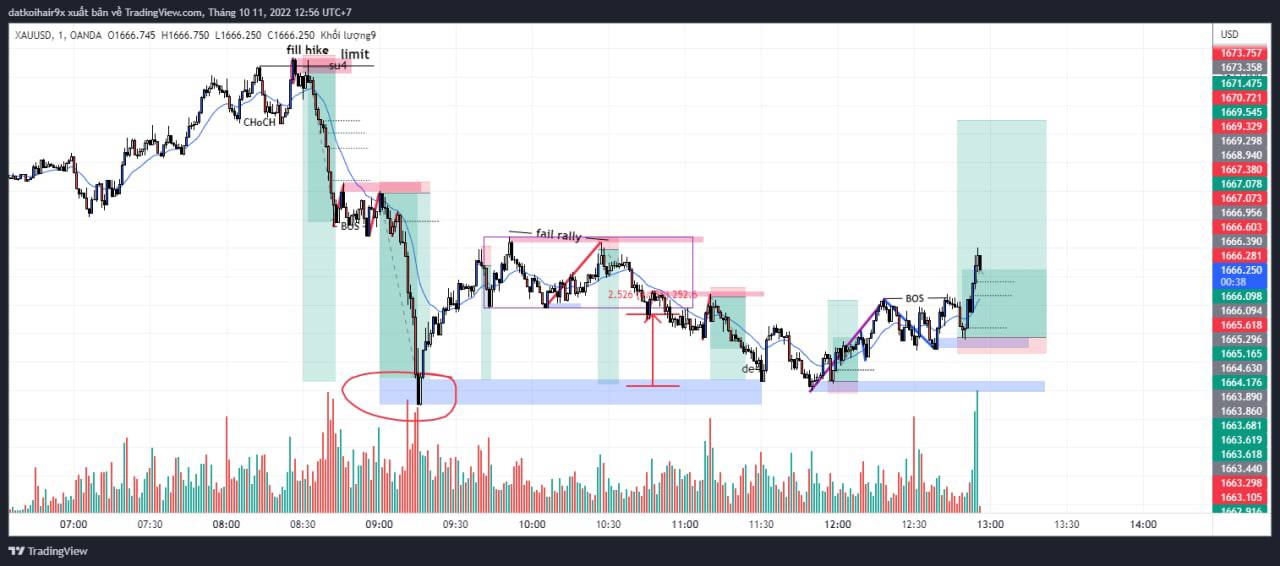 datkoihair9x xuất bản về TradingView.com, Tháng 10 11, 2022 12:56 UTC+7
XAUUSD, 1, OANDA O1666.745 H1666.750 L1666.250 C1666.250 Khối lượng9
USD
fill hike limit
su4
CHoCH
BOS
fail rally
2.526
252.6
de
BOS
1673.757
1673.358
1671.475
1670.721
1669.545
1669.329
1669.298
1668.940
1667.380
1667.078
1667.073
1666.956
1666.603
1666.390
1666.281
1666.250
00:38
1666.098
1666.094
1665.618
1665.296
1665.165
1664.630
1664.176
1663.890
1663.860
1663.681
1663.619
1663.618
1663.440
1663.298
1663.105
1662.916
07:00 07:30 08:00 08:30 09:00 09:30 10:00 10:30 11:00 11:30 12:00 12:30 13:00 13:30 14:00
TradingView